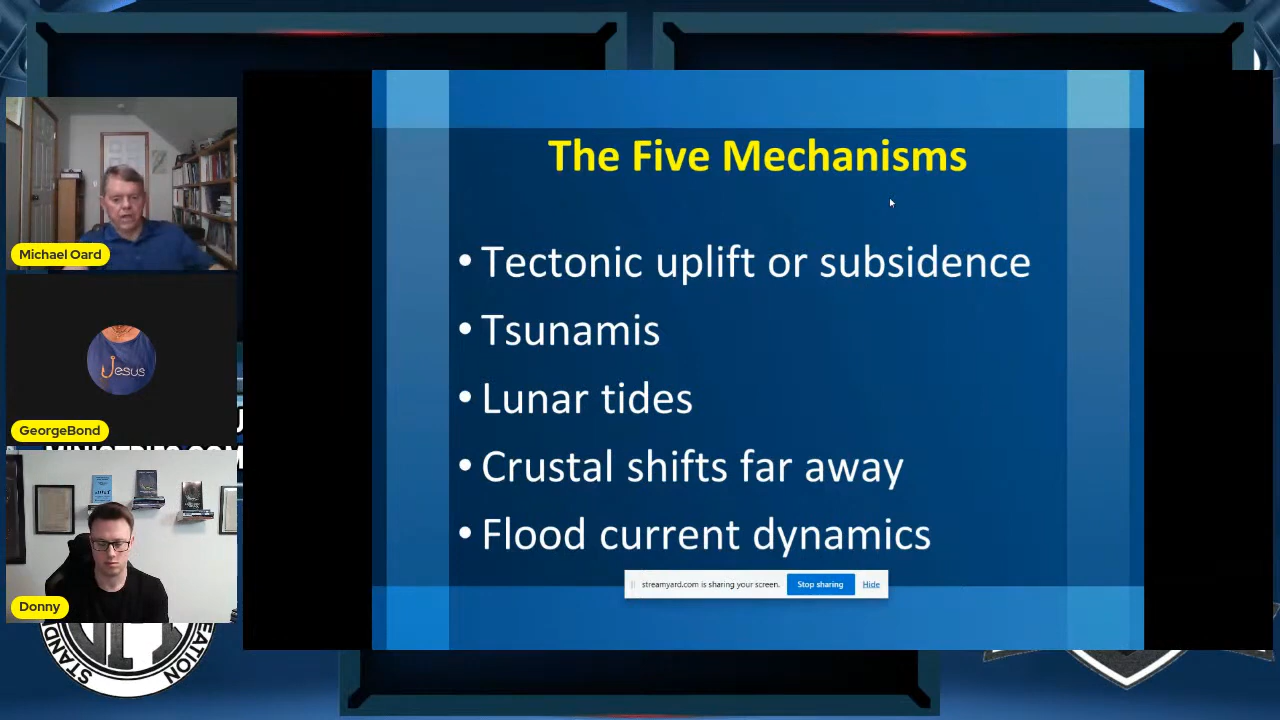 The Five Mechanisms
• Tectonic uplift or subsidence
• Tsunamis
• Lunar tides
• Crustal shifts far away
• Flood current dynamics
streamyard.com is sharing your screen. Stop sharing Hide
Michael Oard
Jesus
GeorgeBond
Donny